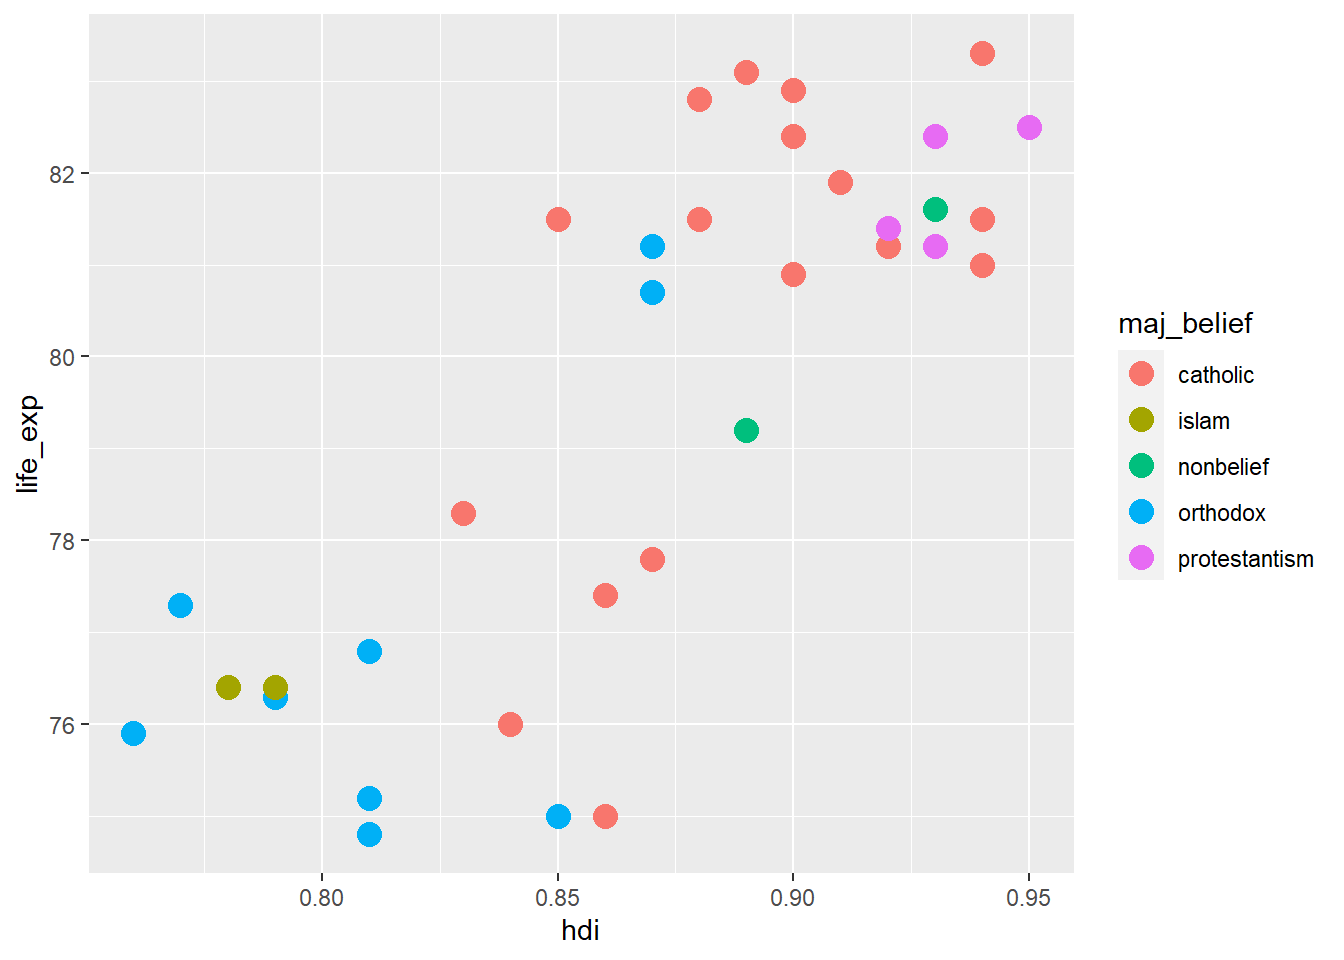 82
80
78
76
life_exp
0.80
0.85
0.90
0.95
hdi
maj_belief
catholic
islam
nonbelief
orthodox
protestantism